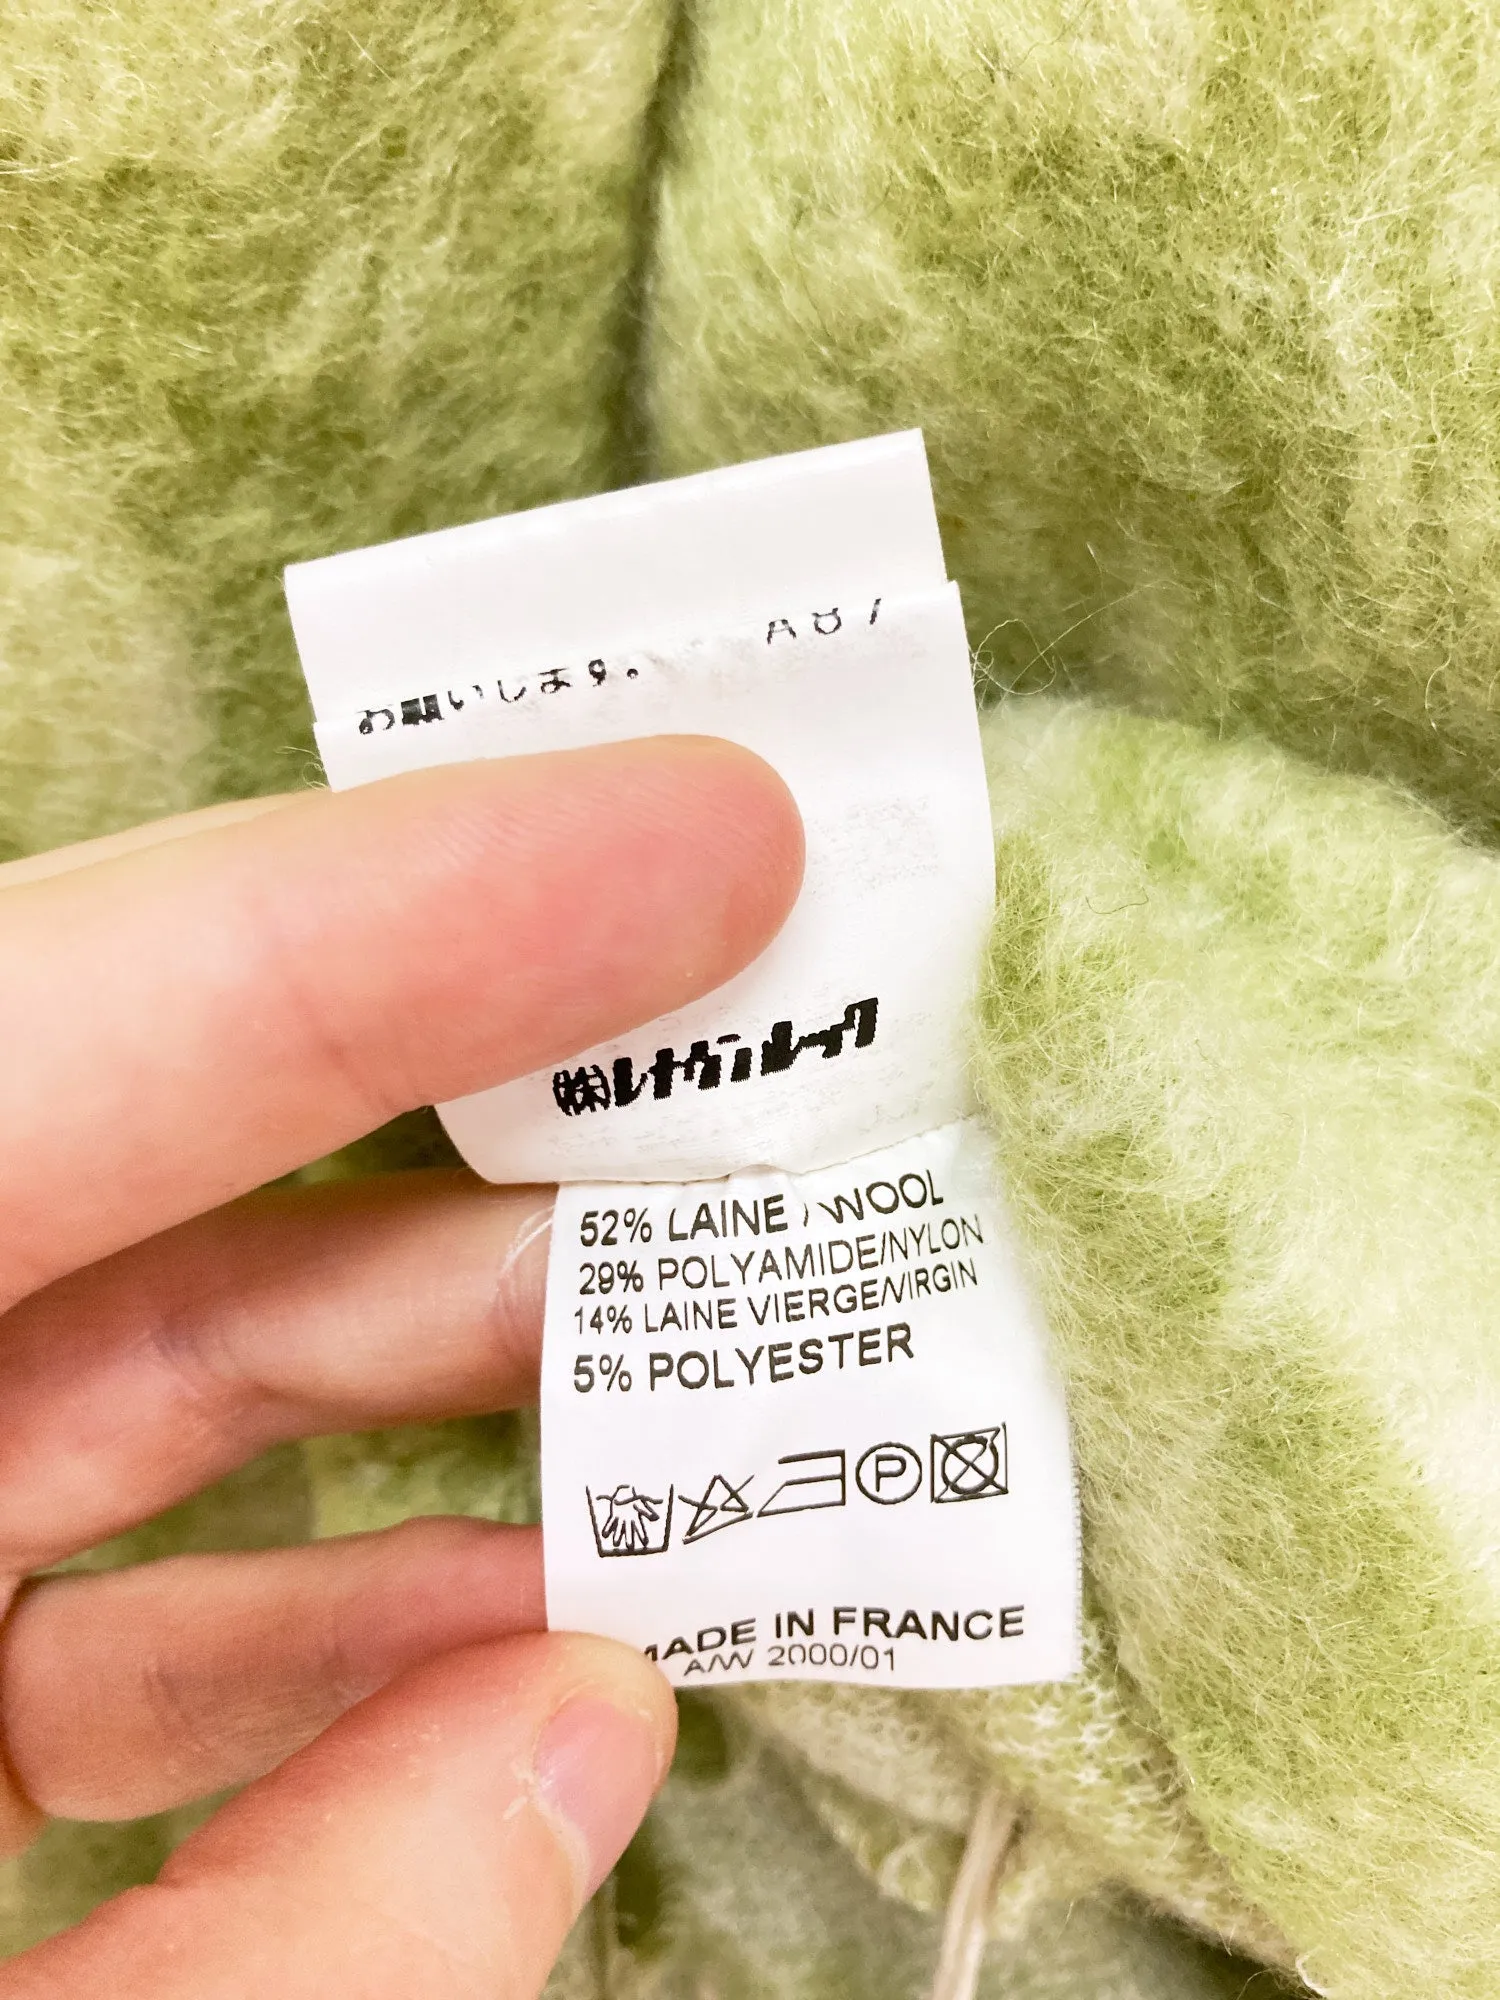 お願いします。
㈱レナウンルック
52% LAINE / WOOL
29% POLYAMIDE/NYLON
14% LAINE VIERGE/VIRGIN
5% POLYESTER
P
MADE IN FRANCE
A/W 2000/01